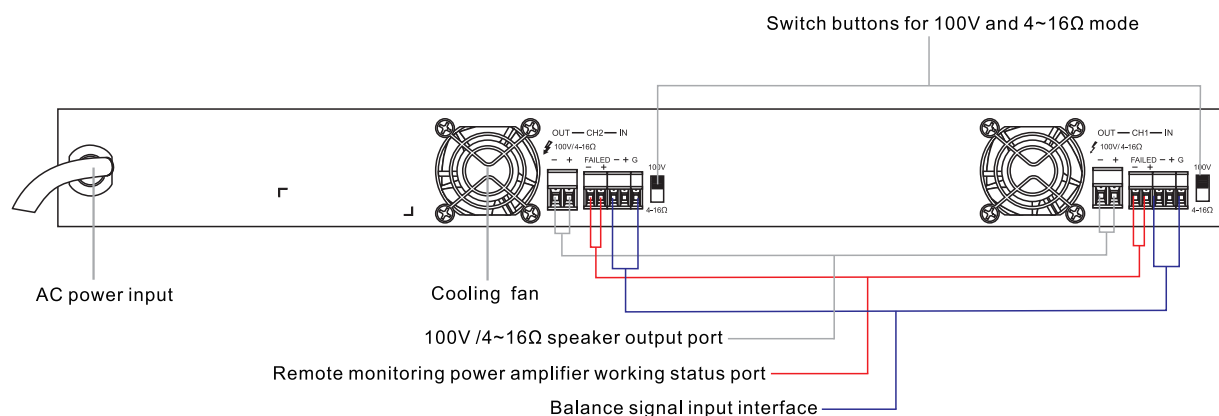 Switch buttons for 100V and 4~16Ω mode
OUT — CH2 — IN
100V/4-16Ω
− + FAILED − + G
− +
100V
4-16Ω
OUT — CH1 — IN
100V/4-16Ω
− + FAILED − + G
− +
100V
4-16Ω
AC power input
Cooling fan
100V /4~16Ω speaker output port
Remote monitoring power amplifier working status port
Balance signal input interface